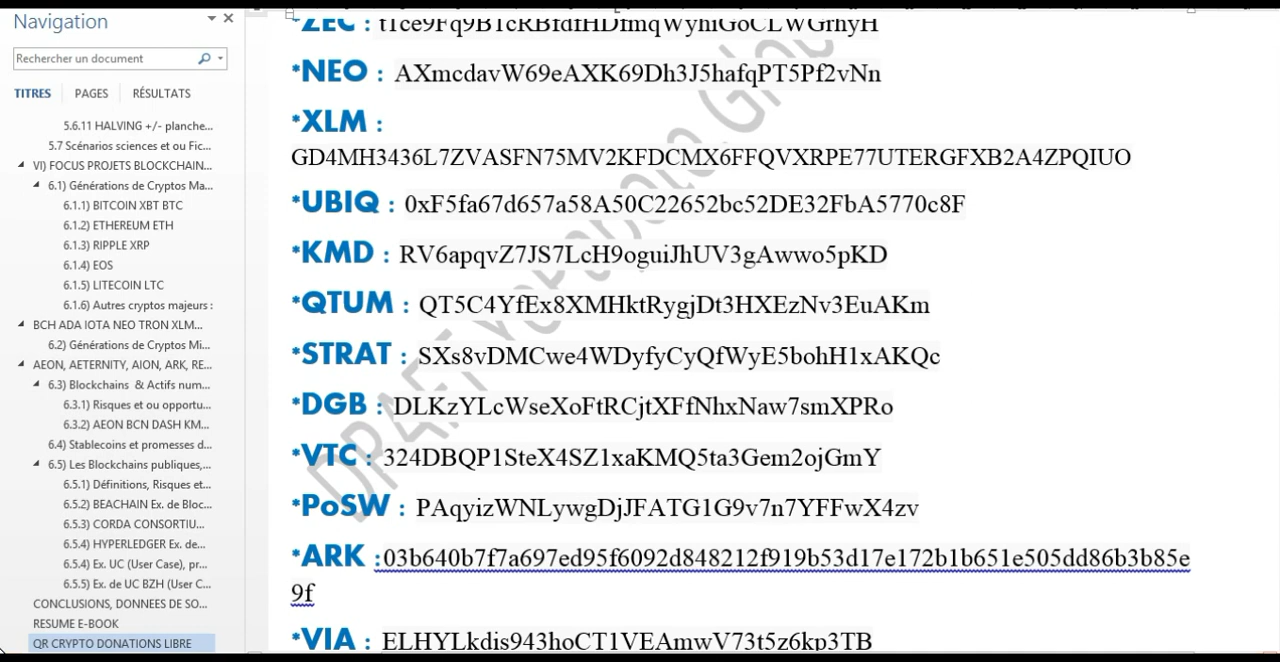 Navigation
Rechercher un document
TITRES PAGES RÉSULTATS
5.6.11 HALVING +/- planche...
5.7 Scénarios sciences et ou Fic...
VI) FOCUS PROJETS BLOCKCHAIN...
6.1) Générations de Cryptos Ma...
6.1.1) BITCOIN XBT BTC
6.1.2) ETHEREUM ETH
6.1.3) RIPPLE XRP
6.1.4) EOS
6.1.5) LITECOIN LTC
6.1.6) Autres cryptos majeurs :
BCH ADA IOTA NEO TRON XLM...
6.2) Générations de Cryptos Mi...
AEON, AETERNITY, AION, ARK, RE...
6.3) Blockchains & Actifs num...
6.3.1) Risques et ou opportu...
6.3.2) AEON BCN DASH KM...
6.4) Stablecoins et promesses d...
6.5) Les Blockchains publiques,...
6.5.1) Définitions, Risques et...
6.5.2) BEACHAIN Ex. de Bloc...
6.5.3) CORDA CONSORTIU...
6.5.4) HYPERLEDGER Ex. de...
6.5.4) Ex. UC (User Case), pr...
6.5.5) Ex. de UC BZH (User C...
CONCLUSIONS, DONNEES DE SO...
RESUME E-BOOK
QR CRYPTO DONATIONS LIBRE
*ZEC :
*NEO : AXmcdavW69eAXK69Dh3J5hafqPT5Pf2vNn
*XLM :
GD4MH3436L7ZVASFN75MV2KFDCMX6FFQVXRPE77UTERGFXB2A4ZPQIUO
*UBIQ : 0xF5fa67d657a58A50C22652bc52DE32FbA5770c8F
*KMD : RV6apqvZ7JS7LcH9oguiJhUV3gAwwo5pKD
*QTUM : QT5C4YfEx8XMHktRygjDt3HXEzNv3EuAKm
*STRAT : SXs8vDMCwe4WDyfyCyQfWyE5bohH1xAKQc
*DGB : DLKzYLcWseXoFtRCjtXFfNhxNaw7smXPRo
*VTC : 324DBQP1SteX4SZ1xaKMQ5ta3Gem2ojGmY
*PoSW : PAqyizWNLywgDjJFATG1G9v7n7YFFwX4zv
*ARK :03b640b7f7a697ed95f6092d848212f919b53d17e172b1b651e505dd86b3b85e
9f
*VIA : ELHYLkdis943hoCT1VEAmwV73t5z6kp3TB